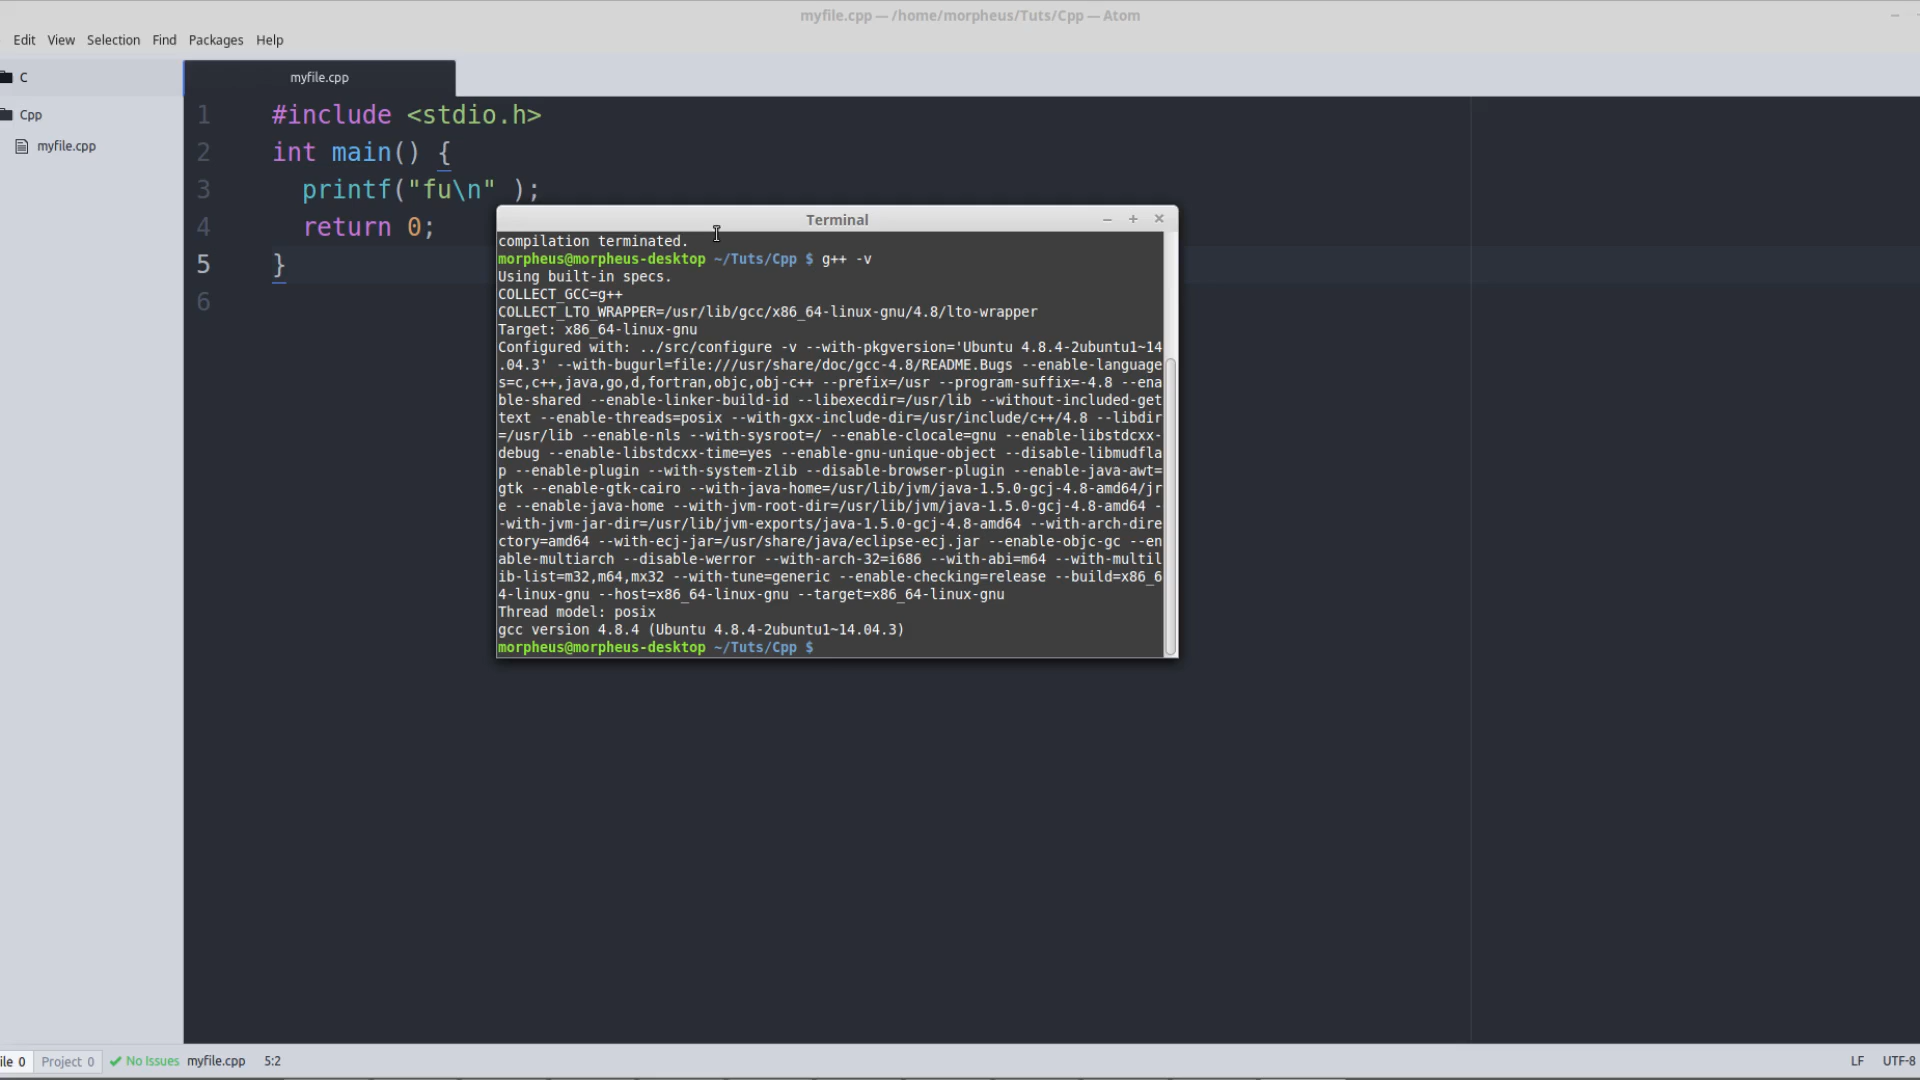 myfile.cpp — /home/morpheus/Tuts/Cpp — Atom
Edit View Selection Find Packages Help
C
Cpp
myfile.cpp
myfile.cpp
1 #include <stdio.h>
2 int main() {
3 printf("fu\n" );
4 return 0;
5 }
6
Terminal
compilation terminated.
morpheus@morpheus-desktop ~/Tuts/Cpp $ g++ -v
Using built-in specs.
COLLECT_GCC=g++
COLLECT_LTO_WRAPPER=/usr/lib/gcc/x86_64-linux-gnu/4.8/lto-wrapper
Target: x86_64-linux-gnu
Configured with: ../src/configure -v --with-pkgversion='Ubuntu 4.8.4-2ubuntu1~14
.04.3' --with-bugurl=file:///usr/share/doc/gcc-4.8/README.Bugs --enable-language
s=c,c++,java,go,d,fortran,objc,obj-c++ --prefix=/usr --program-suffix=-4.8 --ena
ble-shared --enable-linker-build-id --libexecdir=/usr/lib --without-included-get
text --enable-threads=posix --with-gxx-include-dir=/usr/include/c++/4.8 --libdir
=/usr/lib --enable-nls --with-sysroot=/ --enable-clocale=gnu --enable-libstdcxx-
debug --enable-libstdcxx-time=yes --enable-gnu-unique-object --disable-libmudfla
p --enable-plugin --with-system-zlib --disable-browser-plugin --enable-java-awt=
gtk --enable-gtk-cairo --with-java-home=/usr/lib/jvm/java-1.5.0-gcj-4.8-amd64/jr
e --enable-java-home --with-jvm-root-dir=/usr/lib/jvm/java-1.5.0-gcj-4.8-amd64 -
-with-jvm-jar-dir=/usr/lib/jvm-exports/java-1.5.0-gcj-4.8-amd64 --with-arch-dire
ctory=amd64 --with-ecj-jar=/usr/share/java/eclipse-ecj.jar --enable-objc-gc --en
able-multiarch --disable-werror --with-arch-32=i686 --with-abi=m64 --with-multil
ib-list=m32,m64,mx32 --with-tune=generic --enable-checking=release --build=x86_6
4-linux-gnu --host=x86_64-linux-gnu --target=x86_64-linux-gnu
Thread model: posix
gcc version 4.8.4 (Ubuntu 4.8.4-2ubuntu1~14.04.3)
morpheus@morpheus-desktop ~/Tuts/Cpp $
ile 0 Project 0 No Issues myfile.cpp 5:2 LF UTF-8